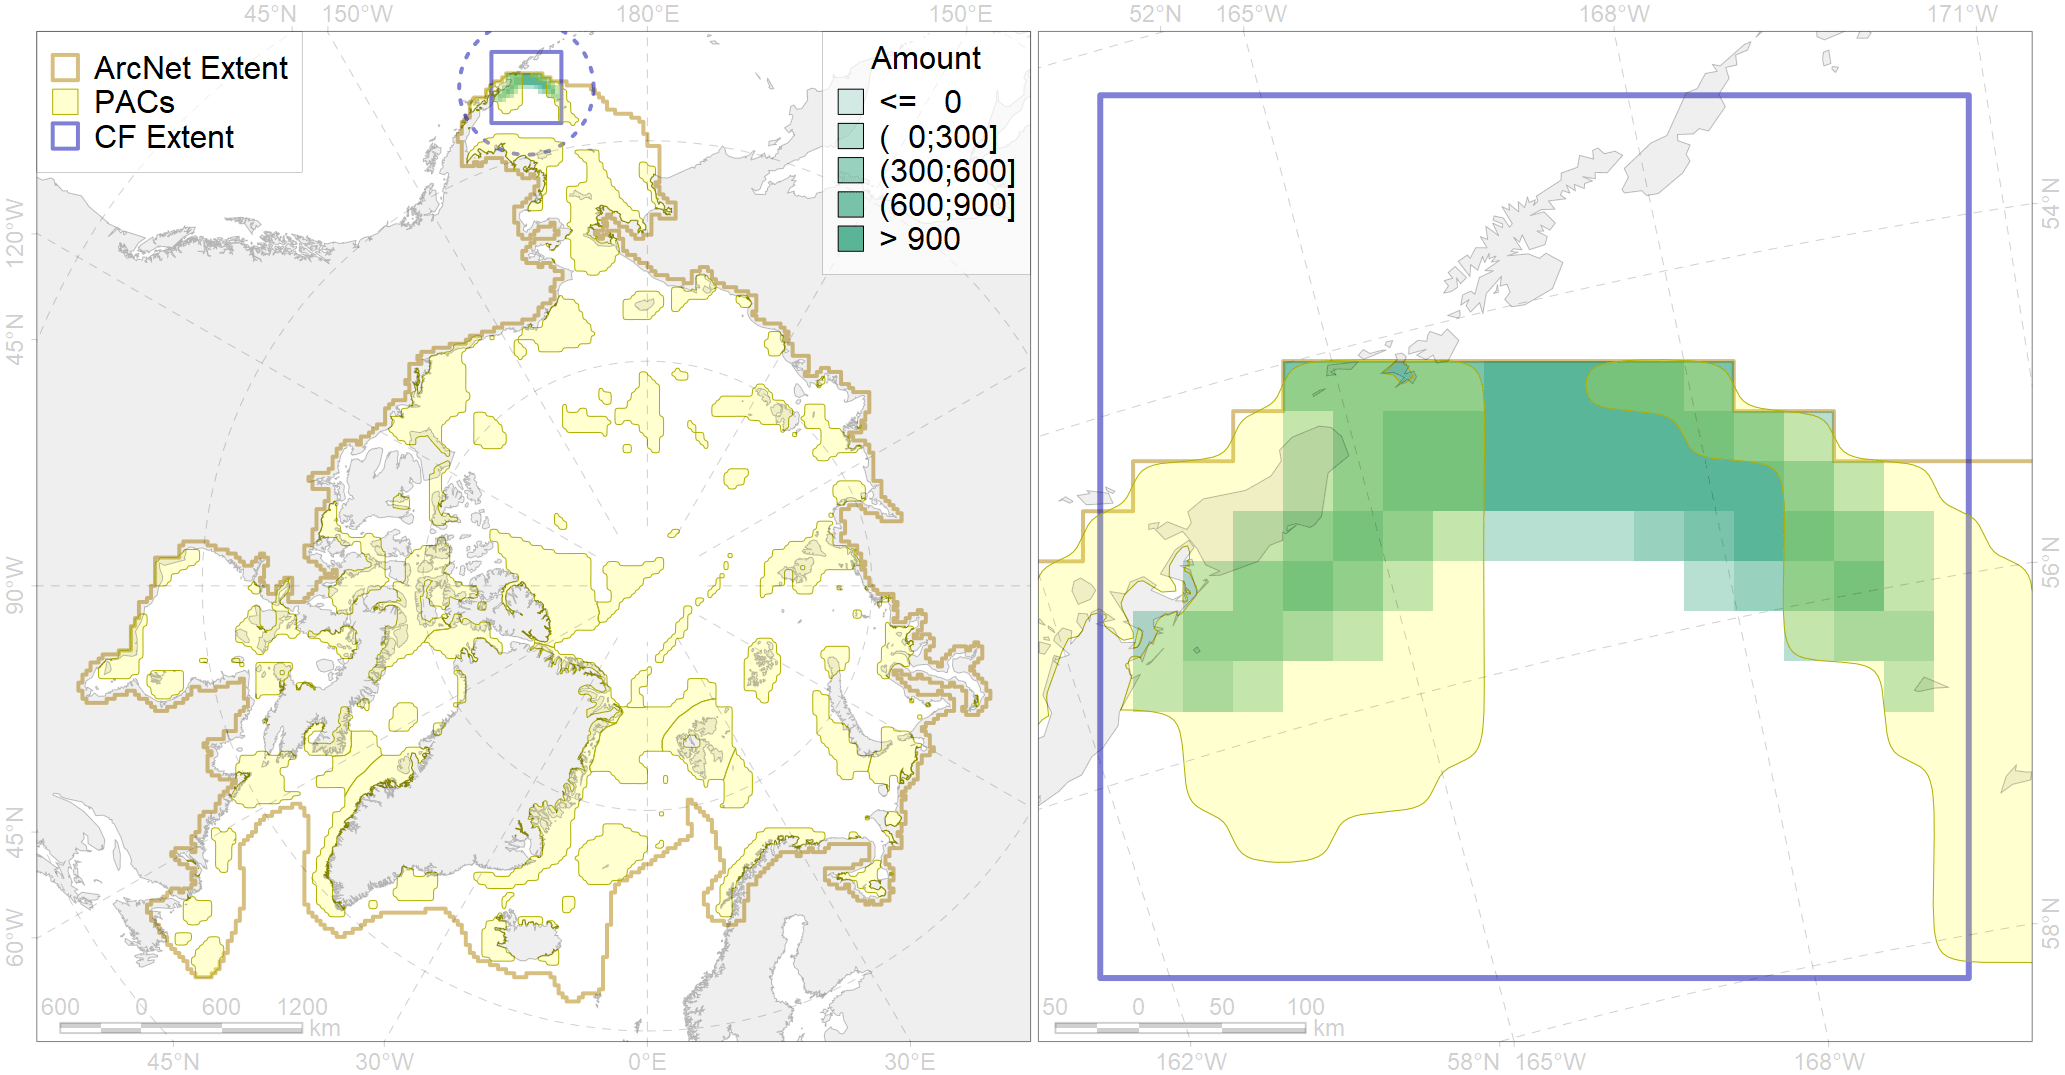 45°N 150°W 180°E 150°E 52°N 165°W 168°W 171°W
ArcNet Extent
PACs
CF Extent
Amount
<= 0
( 0;300]
(300;600]
(600;900]
> 900
120°W
45°N
90°W
45°N
60°W
54°N
56°N
58°N
600 0 600 1200
km
50 0 50 100
km
45°N 30°W 0°E 30°E 162°W 58°N 165°W 168°W